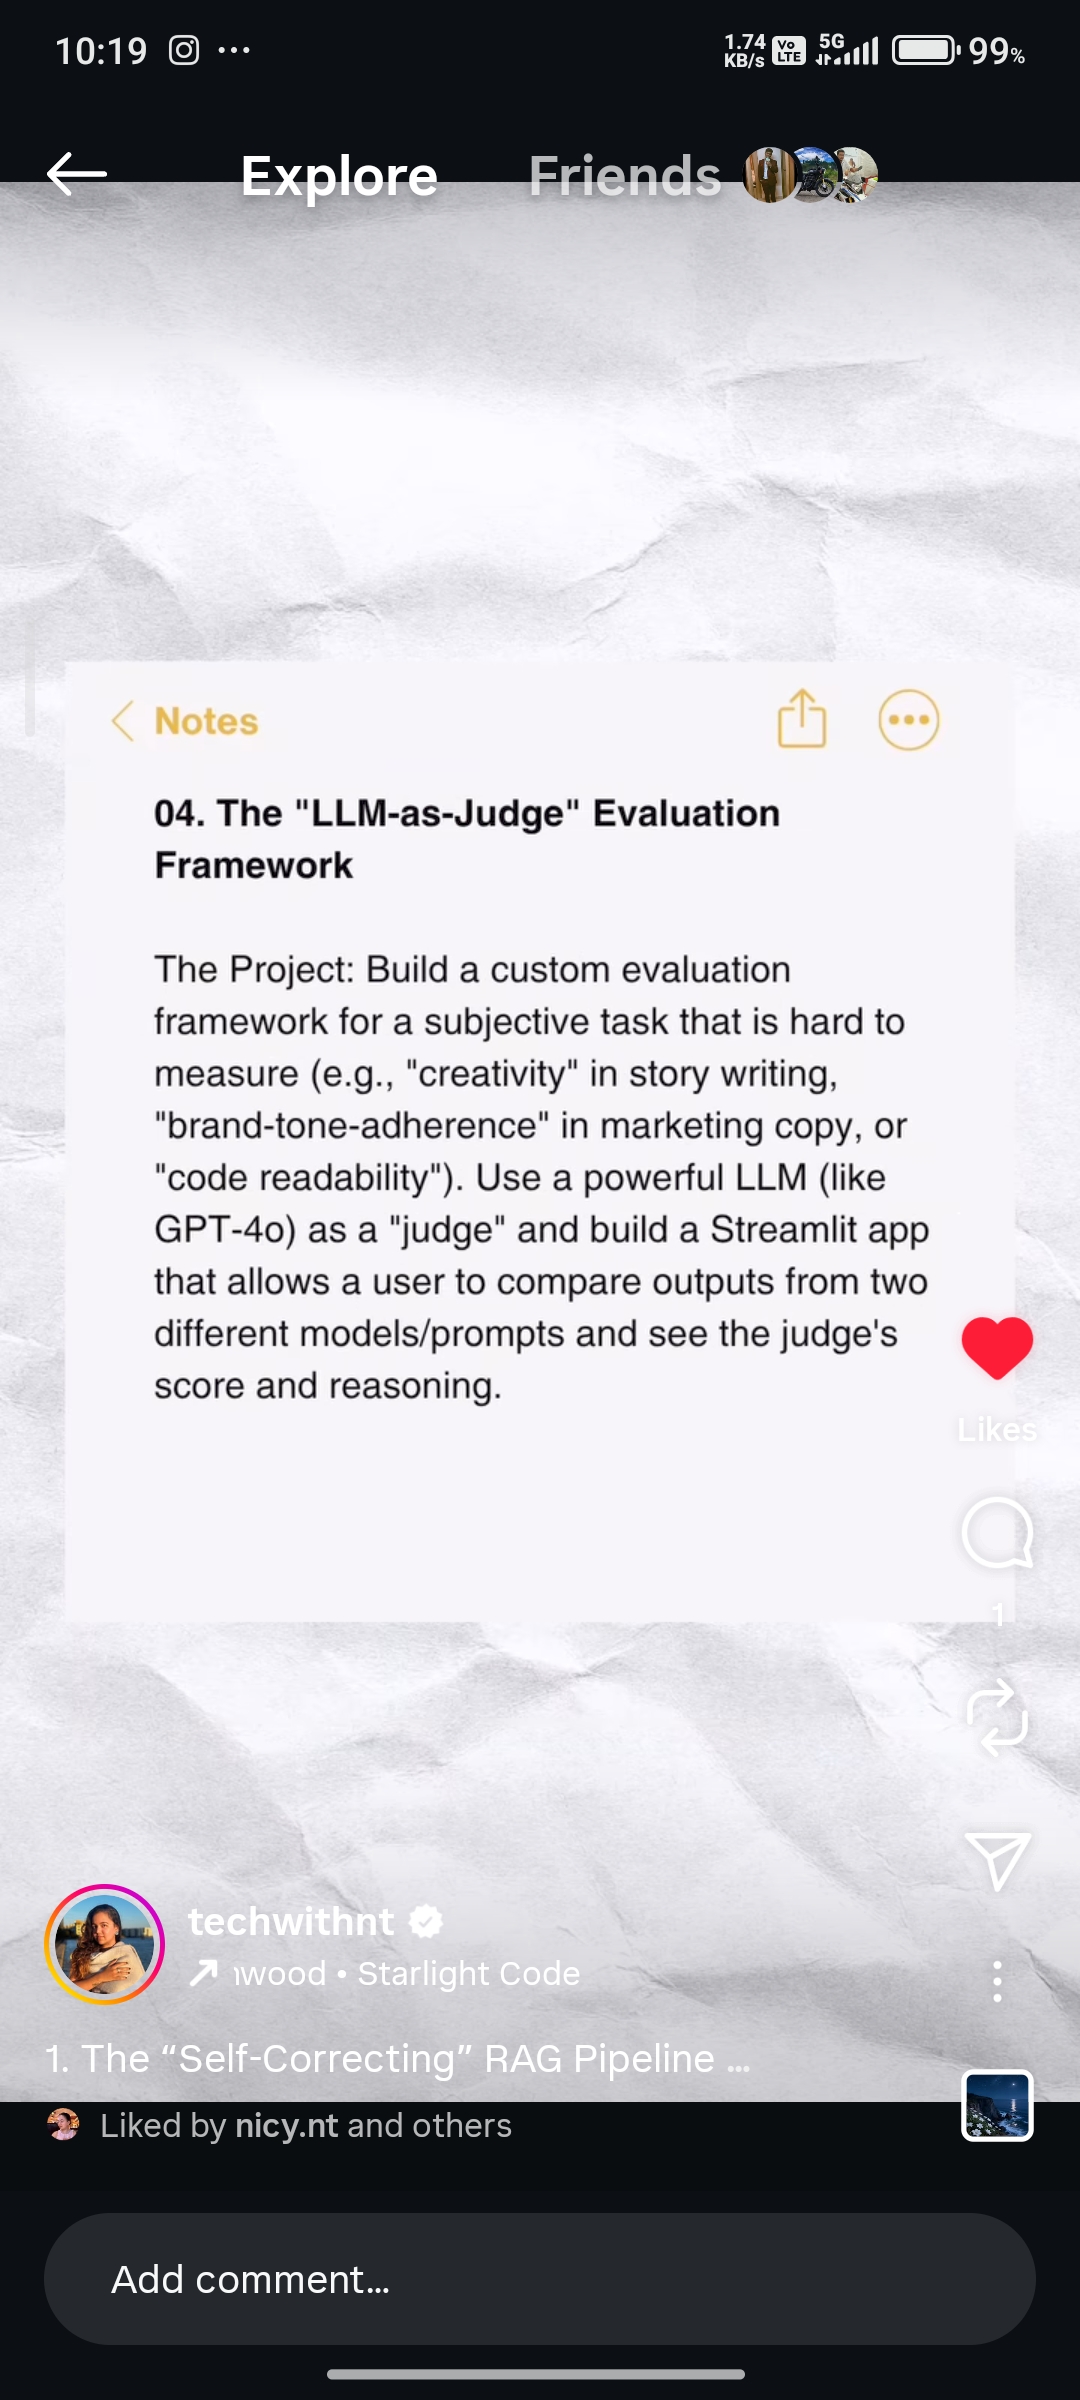 10:19
1.74 KB/s Vo LTE 5G 99%
Explore Friends
Notes
04. The "LLM-as-Judge" Evaluation
Framework
The Project: Build a custom evaluation
framework for a subjective task that is hard to
measure (e.g., "creativity" in story writing,
"brand-tone-adherence" in marketing copy, or
"code readability"). Use a powerful LLM (like
GPT-4o) as a "judge" and build a Streamlit app
that allows a user to compare outputs from two
different models/prompts and see the judge's
score and reasoning.
Likes
1
techwithnt
wood • Starlight Code
1. The “Self-Correcting” RAG Pipeline ...
Liked by nicy.nt and others
Add comment...